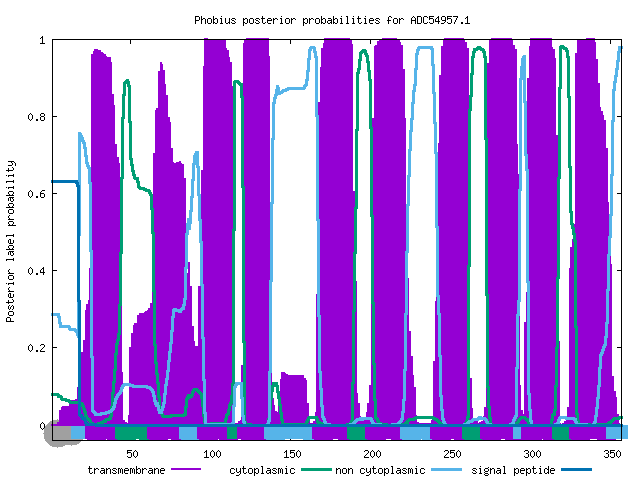 Phobius posterior probabilities for ADC54957.1
Posterior label probability
1
0.8
0.6
0.4
0.2
0
50 100 150 200 250 300 350
transmembrane cytoplasmic non cytoplasmic signal peptide